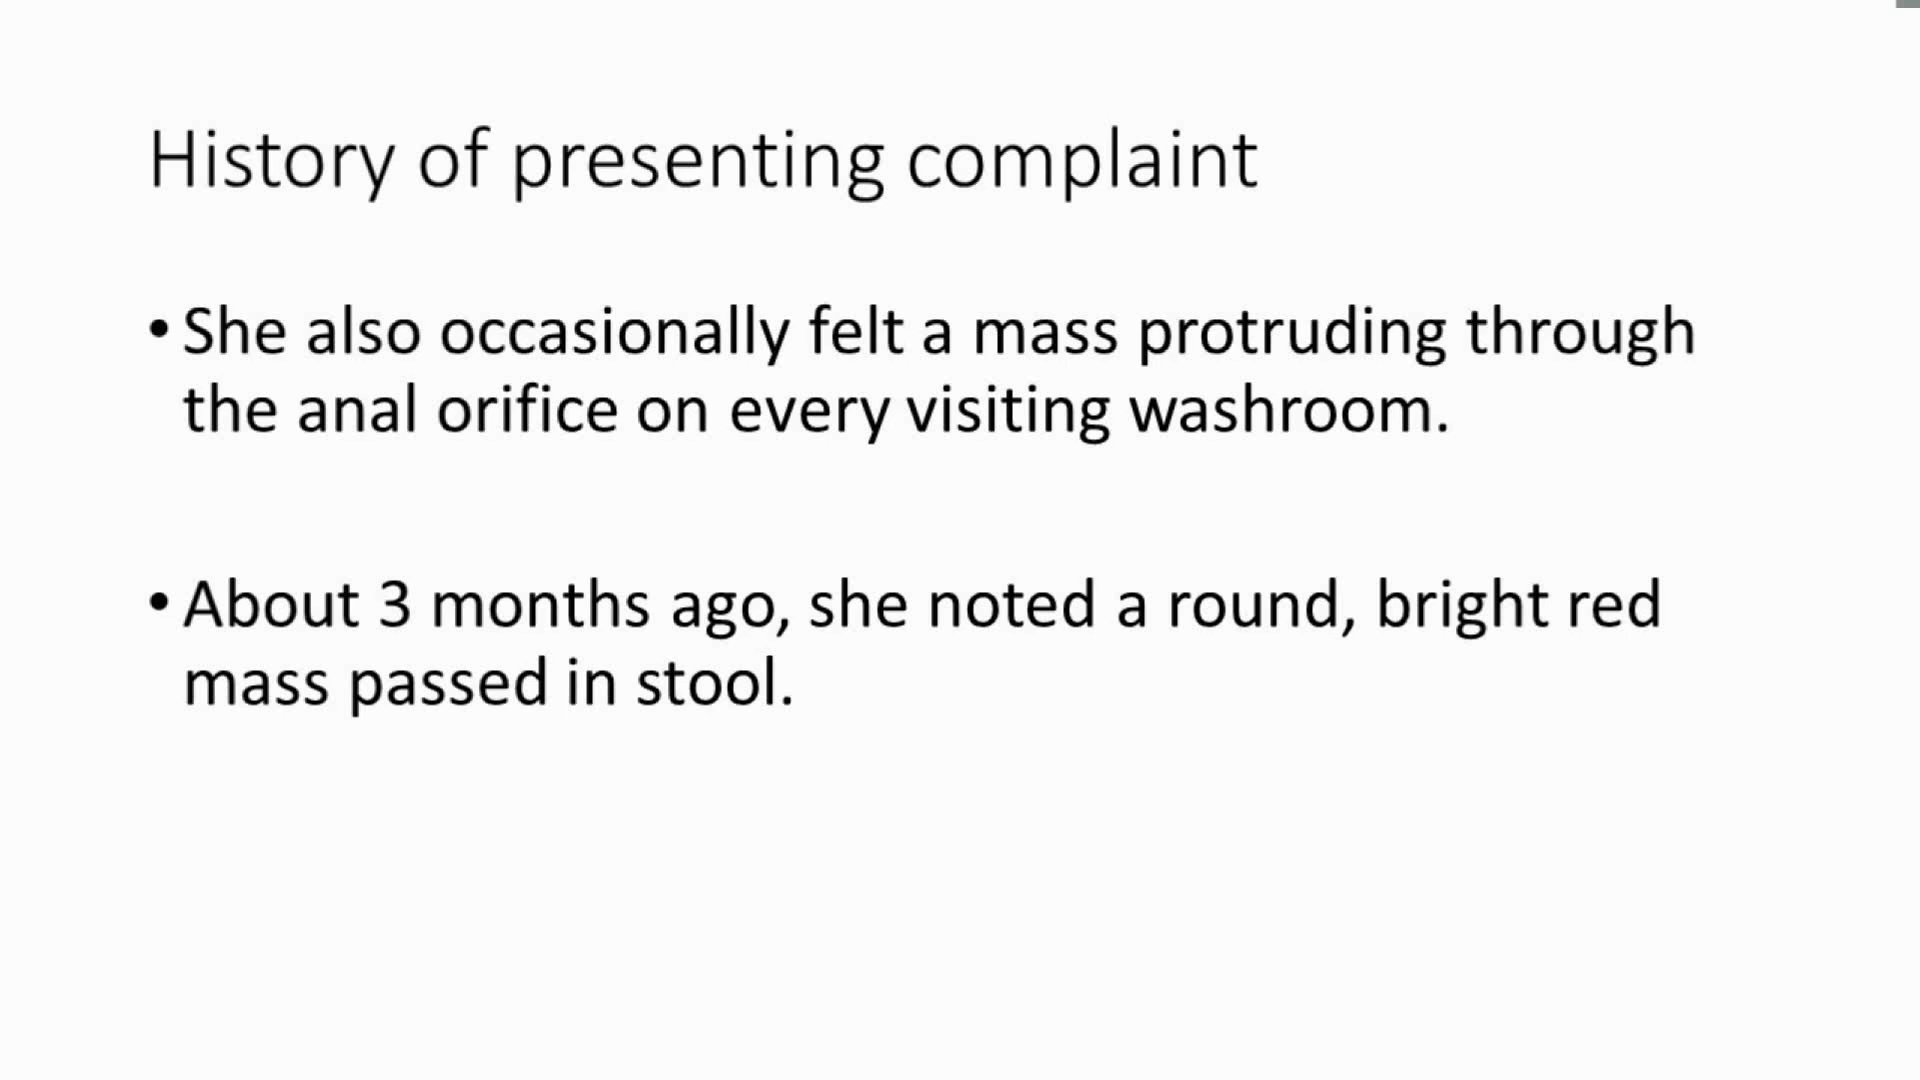 History of presenting complaint
• She also occasionally felt a mass protruding through
the anal orifice on every visiting washroom.
• About 3 months ago, she noted a round, bright red
mass passed in stool.